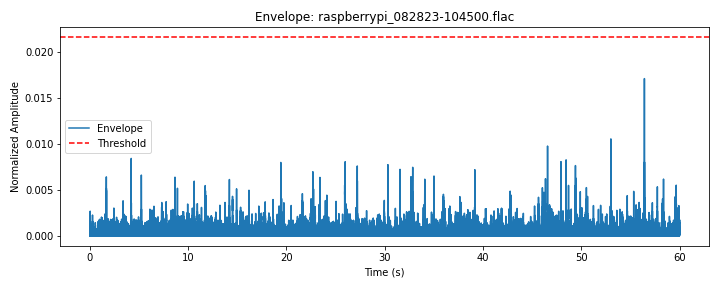 Envelope: raspberrypi_082823-104500.flac
Normalized Amplitude
0.020
0.015
0.010
0.005
0.000
Envelope
Threshold
0 10 20 30 40 50 60
Time (s)